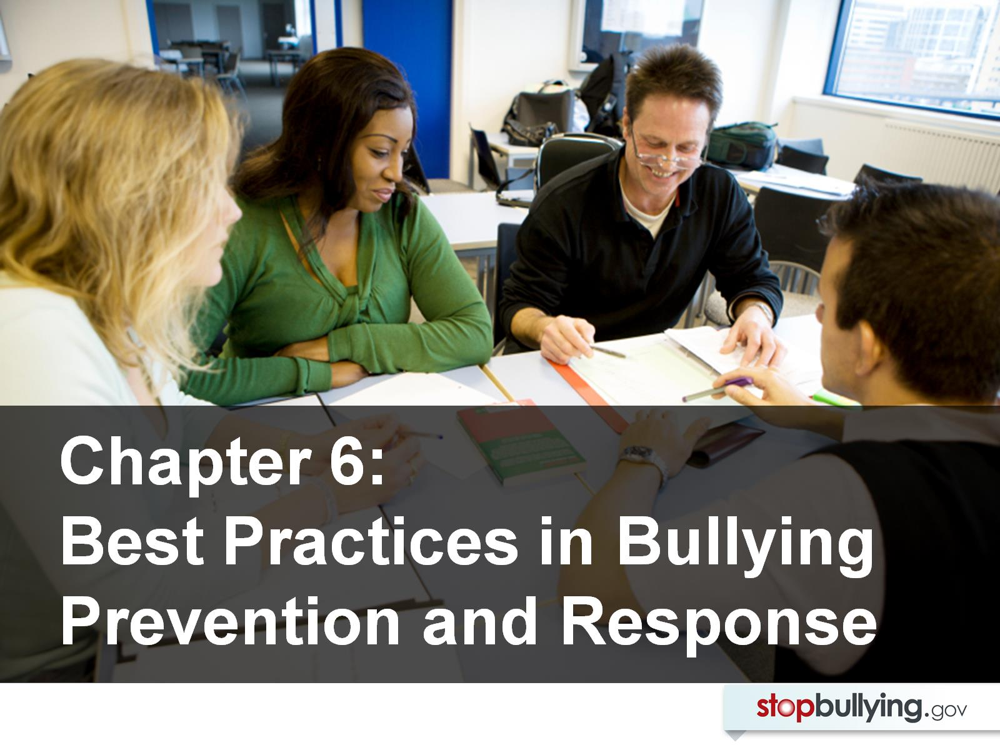 Chapter 6:
Best Practices in Bullying
Prevention and Response
stopbullying.gov